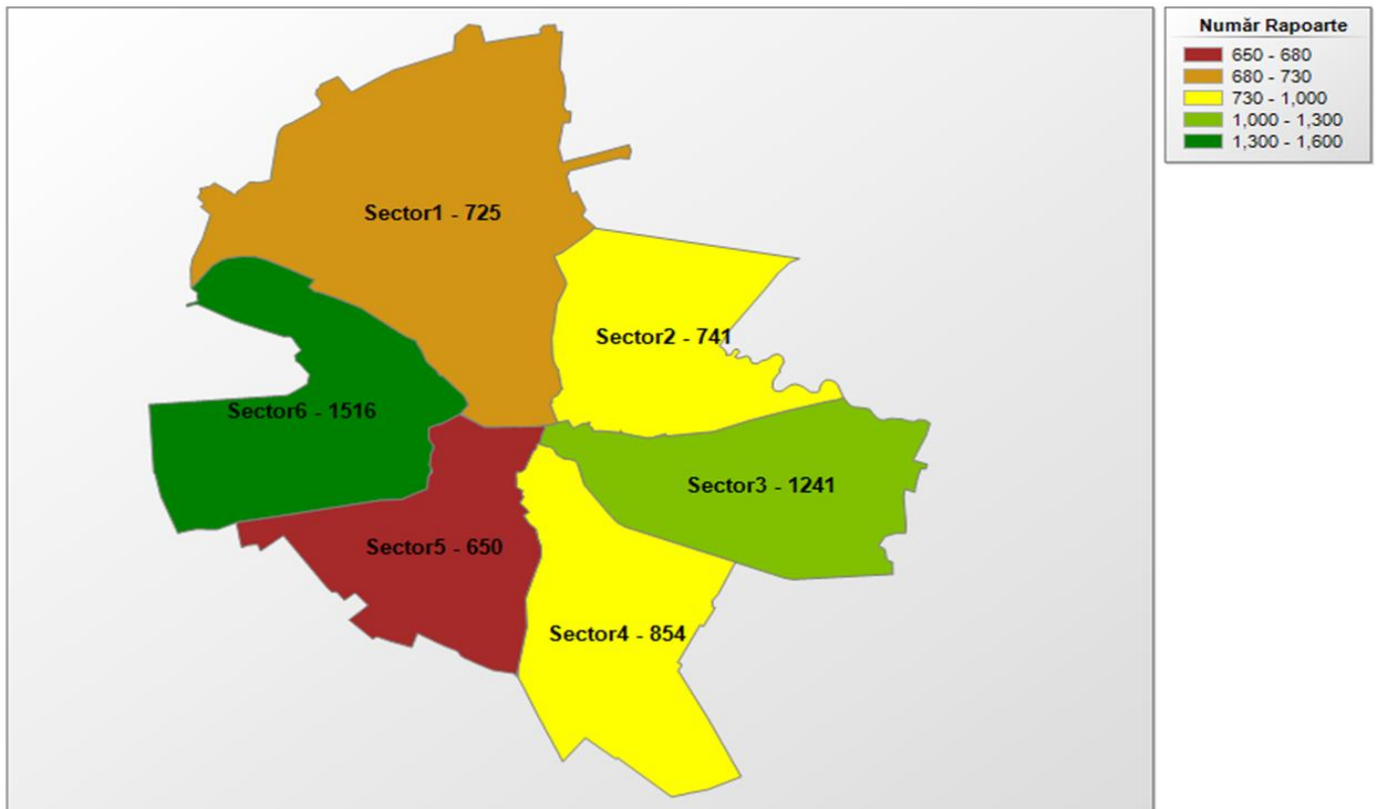 Număr Rapoarte
650 - 680
680 - 730
730 - 1,000
1,000 - 1,300
1,300 - 1,600
Sector1 - 725
Sector2 - 741
Sector6 - 1516
Sector3 - 1241
Sector5 - 650
Sector4 - 854